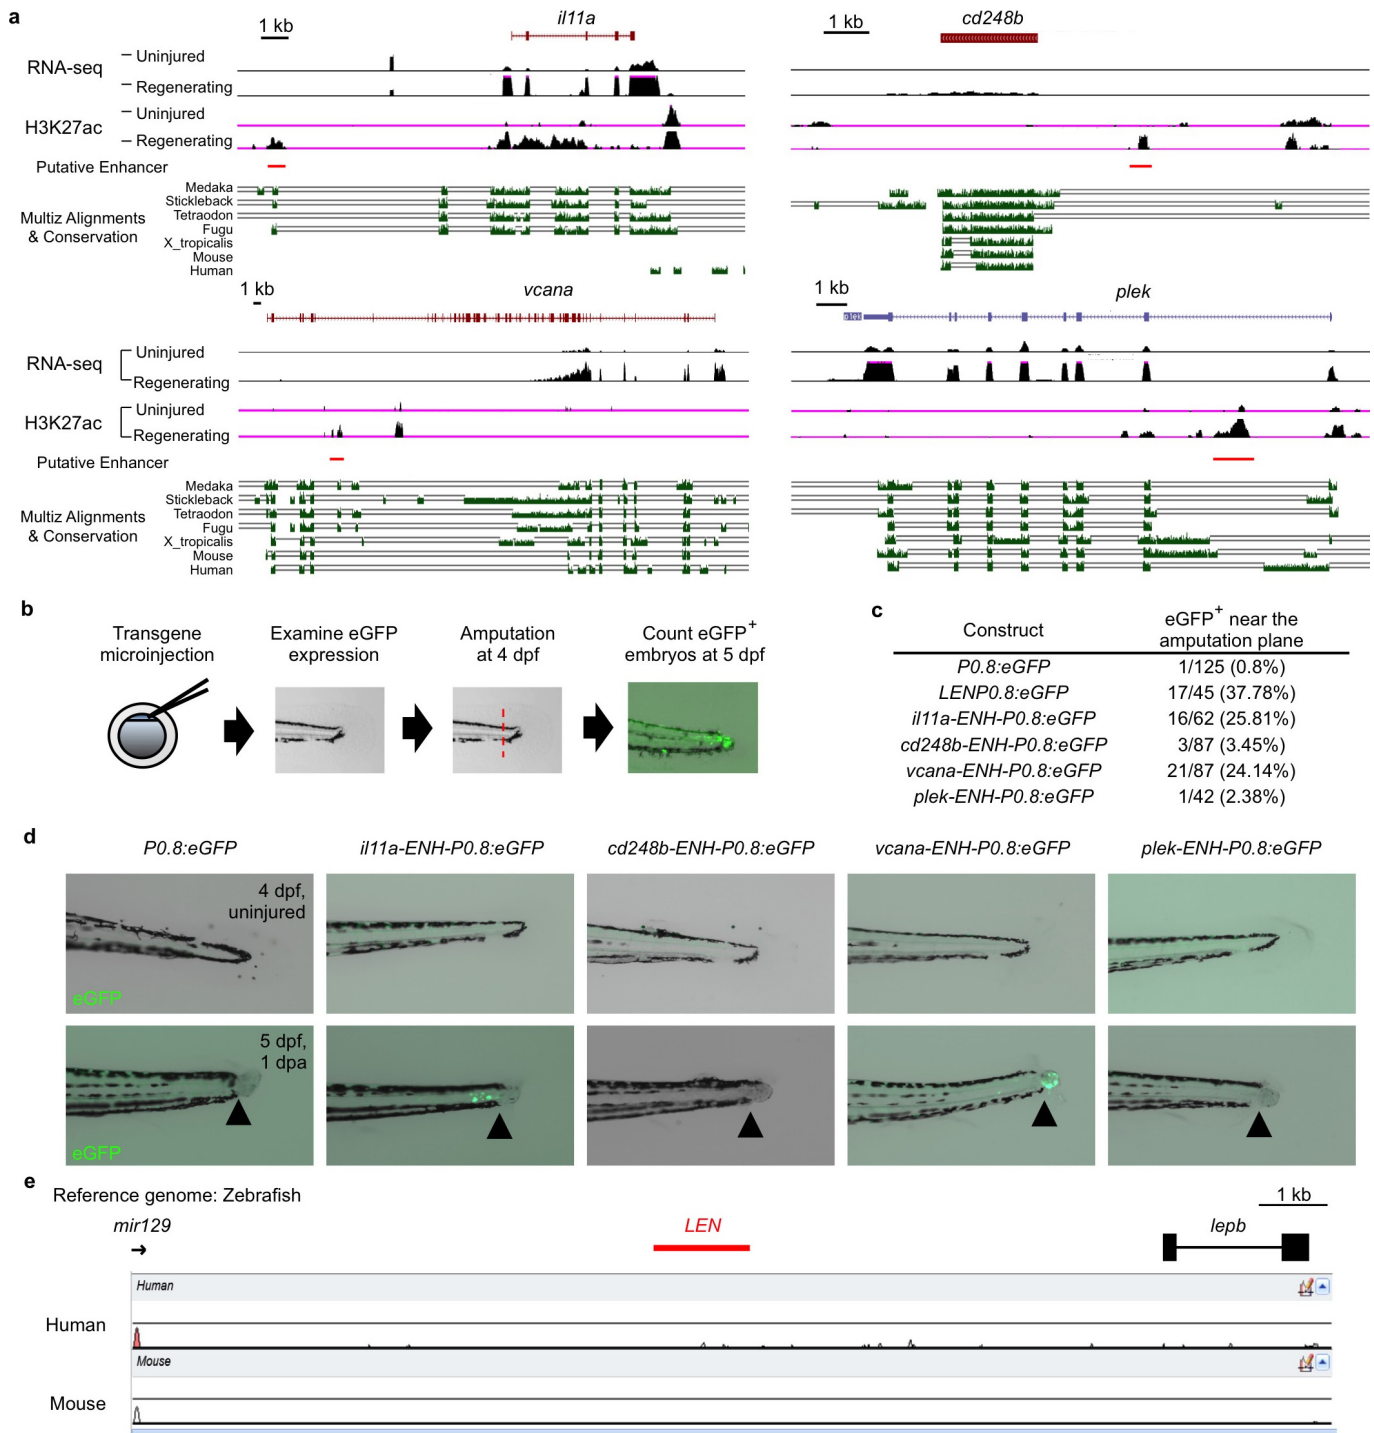 a
1 kb
il11a
1 kb
cd248b
RNA-seq
Uninjured
Regenerating
H3K27ac
Uninjured
Regenerating
Putative Enhancer
Multiz Alignments
& Conservation
Medaka
Stickleback
Tetraodon
Fugu
X_tropicalis
Mouse
Human
1 kb
vcana
1 kb
plek
plek
RNA-seq
Uninjured
Regenerating
H3K27ac
Uninjured
Regenerating
Putative Enhancer
Multiz Alignments
& Conservation
Medaka
Stickleback
Tetraodon
Fugu
X_tropicalis
Mouse
Human
b
Transgene
microinjection
Examine eGFP
expression
Amputation
at 4 dpf
Count eGFP+
embryos at 5 dpf
c
Construct
eGFP+ near the
amputation plane
P0.8:eGFP 1/125 (0.8%)
LENP0.8:eGFP 17/45 (37.78%)
il11a-ENH-P0.8:eGFP 16/62 (25.81%)
cd248b-ENH-P0.8:eGFP 3/87 (3.45%)
vcana-ENH-P0.8:eGFP 21/87 (24.14%)
plek-ENH-P0.8:eGFP 1/42 (2.38%)
d
P0.8:eGFP
il11a-ENH-P0.8:eGFP
cd248b-ENH-P0.8:eGFP
vcana-ENH-P0.8:eGFP
plek-ENH-P0.8:eGFP
4 dpf,
uninjured
eGFP
5 dpf,
1 dpa
eGFP
e
Reference genome: Zebrafish
1 kb
mir129
LEN
lepb
Human
Human
Mouse
Mouse